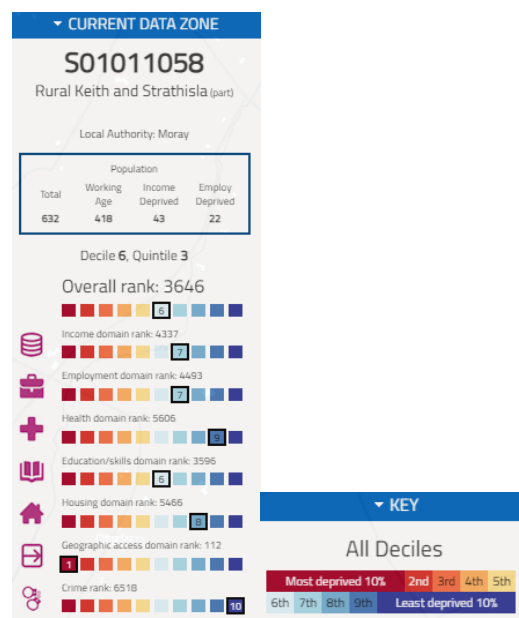 CURRENT DATA ZONE
S01011058
Rural Keith and Strathisla (part)
Local Authority: Moray
Population
Total Working Age Income Deprived Employ Deprived
632 418 43 22
Decile 6, Quintile 3
Overall rank: 3646
6
Income domain rank: 4337
7
Employment domain rank: 4493
7
Health domain rank: 5606
9
Education/skills domain rank: 3596
6
Housing domain rank: 5466
8
Geographic access domain rank: 112
1
Crime rank: 6518
10
KEY
All Deciles
Most deprived 10% 2nd 3rd 4th 5th
6th 7th 8th 9th Least deprived 10%